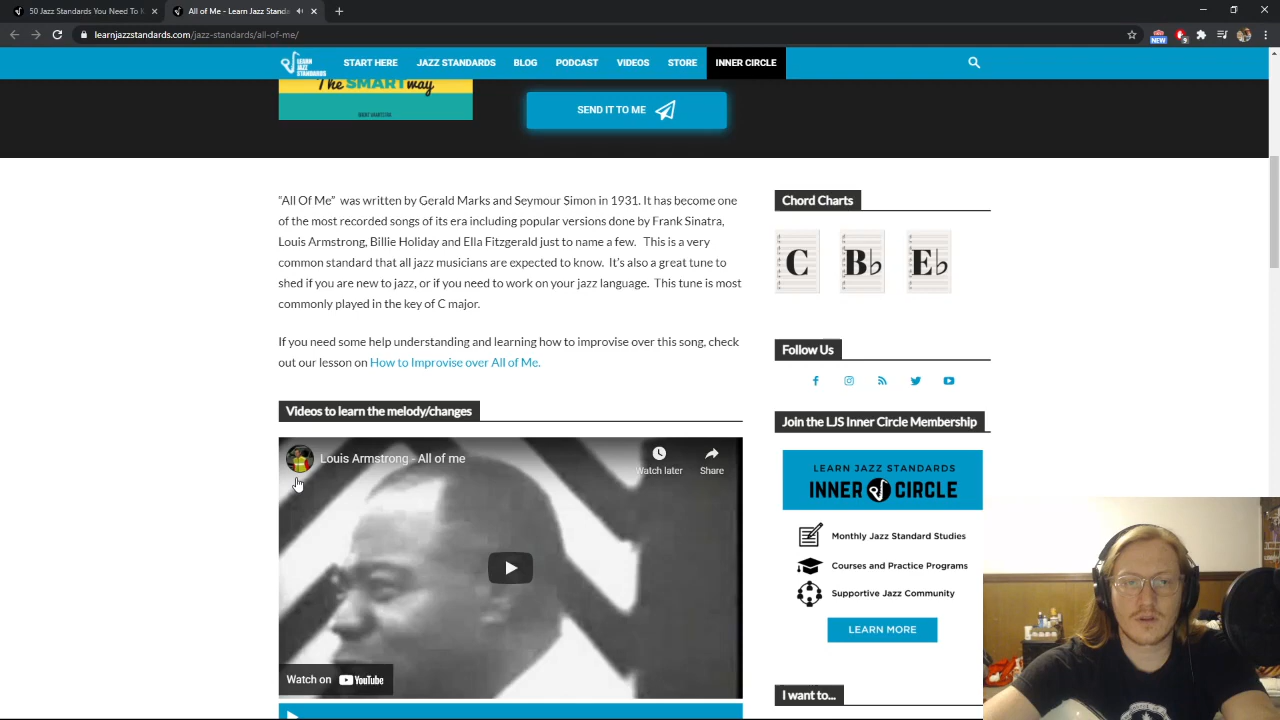 50 Jazz Standards You Need To K
All of Me - Learn Jazz Standa
learnjazzstandards.com/jazz-standards/all-of-me/
NEW
LEARN
JAZZ
STANDARDS
START HERE
JAZZ STANDARDS
BLOG
PODCAST
VIDEOS
STORE
INNER CIRCLE
The SMART way
SEND IT TO ME
"All Of Me"  was written by Gerald Marks and Seymour Simon in 1931. It has become one
of the most recorded songs of its era including popular versions done by Frank Sinatra,
Louis Armstrong, Billie Holiday and Ella Fitzgerald just to name a few.  This is a very
common standard that all jazz musicians are expected to know.  It's also a great tune to
shed if you are new to jazz, or if you need to work on your jazz language.  This tune is most
commonly played in the key of C major.
If you need some help understanding and learning how to improvise over this song, check
out our lesson on How to Improvise over All of Me.
Videos to learn the melody/changes
Louis Armstrong - All of me
Watch later
Share
Watch on YouTube
Chord Charts
C
B♭
E♭
Follow Us
Join the LJS Inner Circle Membership
LEARN JAZZ STANDARDS
INNER CIRCLE
Monthly Jazz Standard Studies
Courses and Practice Programs
Supportive Jazz Community
LEARN MORE
I want to...